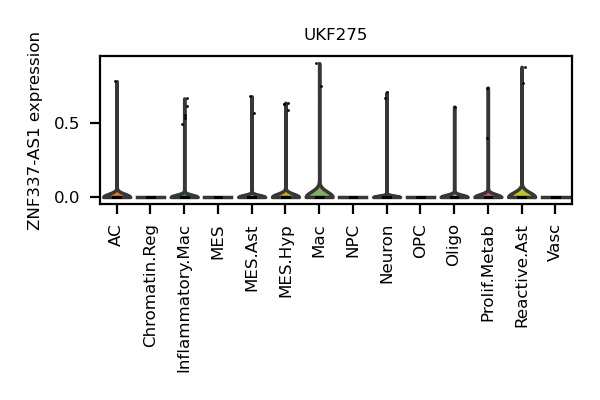 UKF275
ZNF337-AS1 expression
0.5
0.0
AC
Chromatin.Reg
Inflammatory.Mac
MES
MES.Ast
MES.Hyp
Mac
NPC
Neuron
OPC
Oligo
Prolif.Metab
Reactive.Ast
Vasc